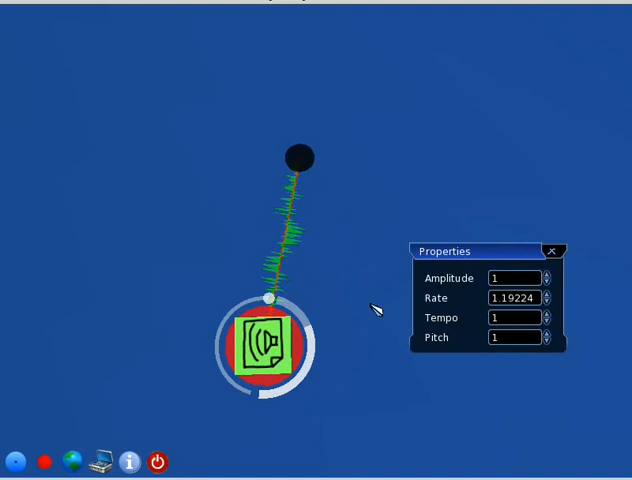 Properties
Amplitude 1
Rate 1.19224
Tempo 1
Pitch 1